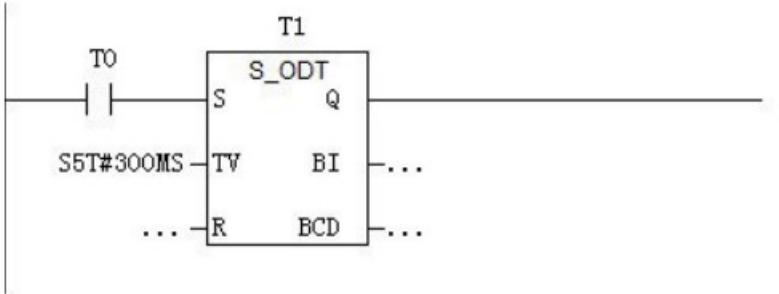 T1
T0
S_ODT
S Q
S5T#300MS TV BI ...
... R BCD ...